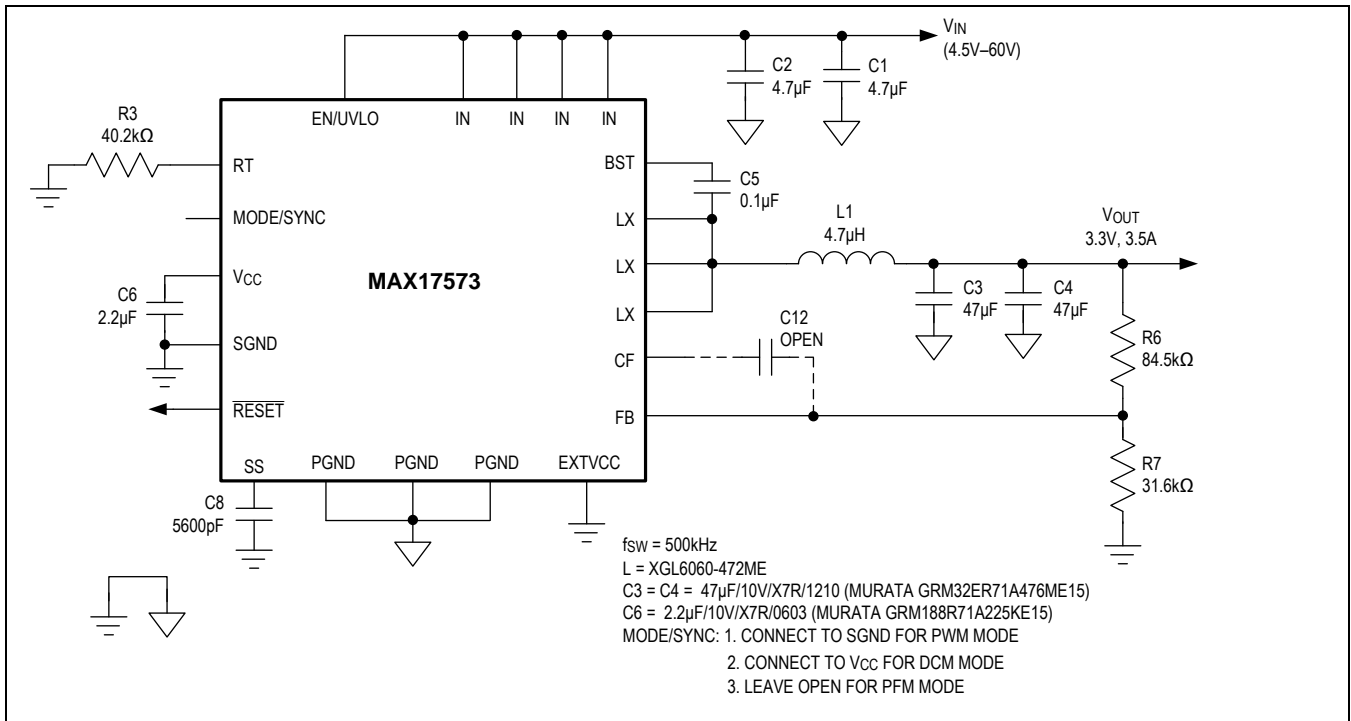 VIN
(4.5V–60V)
C2
4.7µF
C1
4.7µF
R3
40.2kΩ
EN/UVLO
IN
IN
IN
IN
RT
BST
C5
0.1µF
MODE/SYNC
LX
L1
4.7µH
VOUT
3.3V, 3.5A
VCC
MAX17573
LX
C6
2.2µF
C3
47µF
C4
47µF
LX
C12
OPEN
SGND
CF
R6
84.5kΩ
RESET
FB
SS
PGND
PGND
PGND
EXTVCC
R7
31.6kΩ
C8
5600pF
fSW = 500kHz
L = XGL6060-472ME
C3 = C4 = 47µF/10V/X7R/1210 (MURATA GRM32ER71A476ME15)
C6 = 2.2µF/10V/X7R/0603 (MURATA GRM188R71A225KE15)
MODE/SYNC: 1. CONNECT TO SGND FOR PWM MODE
2. CONNECT TO VCC FOR DCM MODE
3. LEAVE OPEN FOR PFM MODE